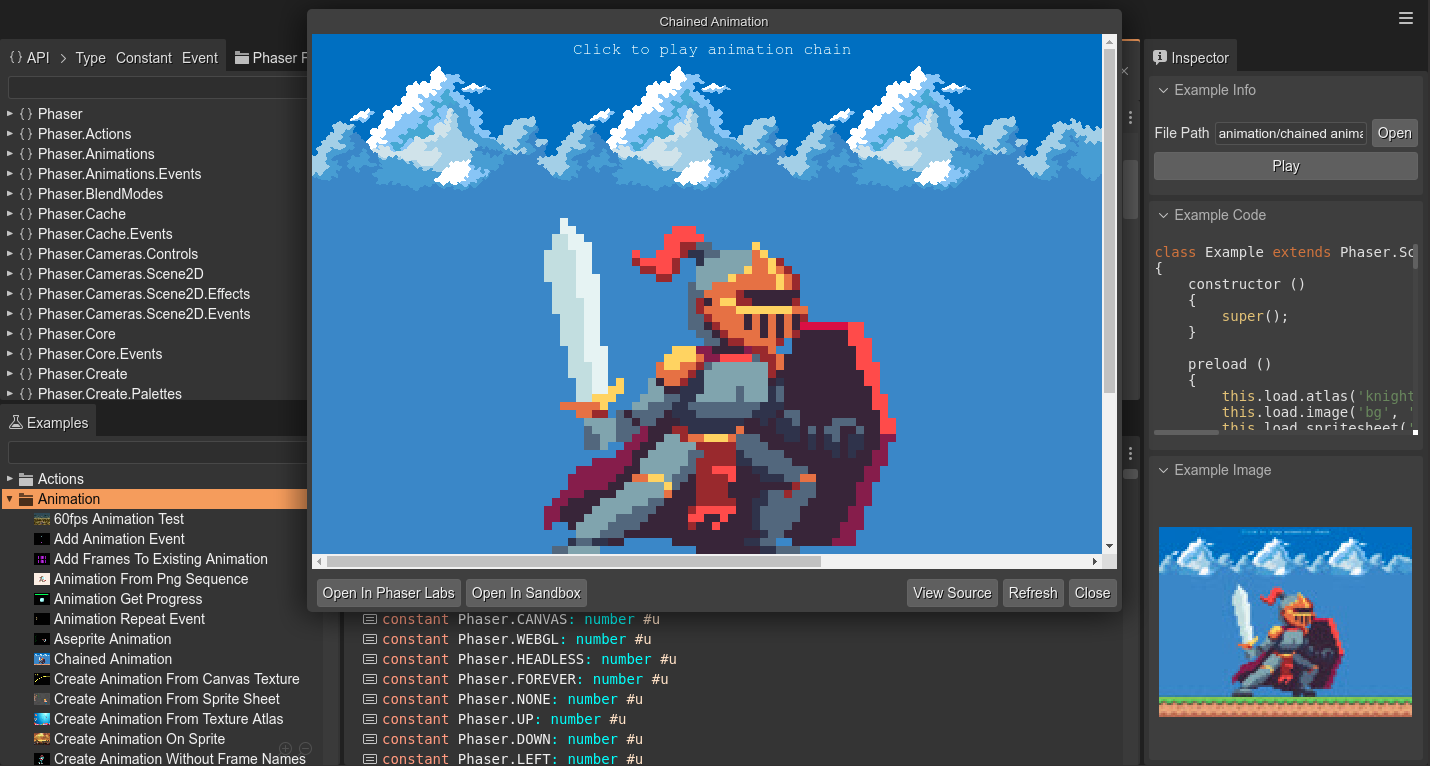 Chained Animation
Click to play animation chain
{} API > Type Constant Event Phaser
Phaser
Phaser.Actions
Phaser.Animations
Phaser.Animations.Events
Phaser.BlendModes
Phaser.Cache
Phaser.Cache.Events
Phaser.Cameras.Controls
Phaser.Cameras.Scene2D
Phaser.Cameras.Scene2D.Effects
Phaser.Cameras.Scene2D.Events
Phaser.Core
Phaser.Core.Events
Phaser.Create
Phaser.Create.Palettes
Examples
Actions
Animation
60fps Animation Test
Add Animation Event
Add Frames To Existing Animation
Animation From Png Sequence
Animation Get Progress
Animation Repeat Event
Aseprite Animation
Chained Animation
Create Animation From Canvas Texture
Create Animation From Sprite Sheet
Create Animation From Texture Atlas
Create Animation On Sprite
Create Animation Without Frame Names
Open In Phaser Labs Open In Sandbox View Source Refresh Close
constant Phaser.CANVAS: number #u
constant Phaser.WEBGL: number #u
constant Phaser.HEADLESS: number #u
constant Phaser.FOREVER: number #u
constant Phaser.NONE: number #u
constant Phaser.UP: number #u
constant Phaser.DOWN: number #u
constant Phaser.LEFT: number #u
Inspector
Example Info
File Path animation/chained anima Open
Play
Example Code
class Example extends Phaser.Sc
{
constructor ()
{
super();
}
preload ()
{
this.load.atlas('knight
this.load.image('bg', '
this.load.spritesheet('
Example Image
Click to play animation chain